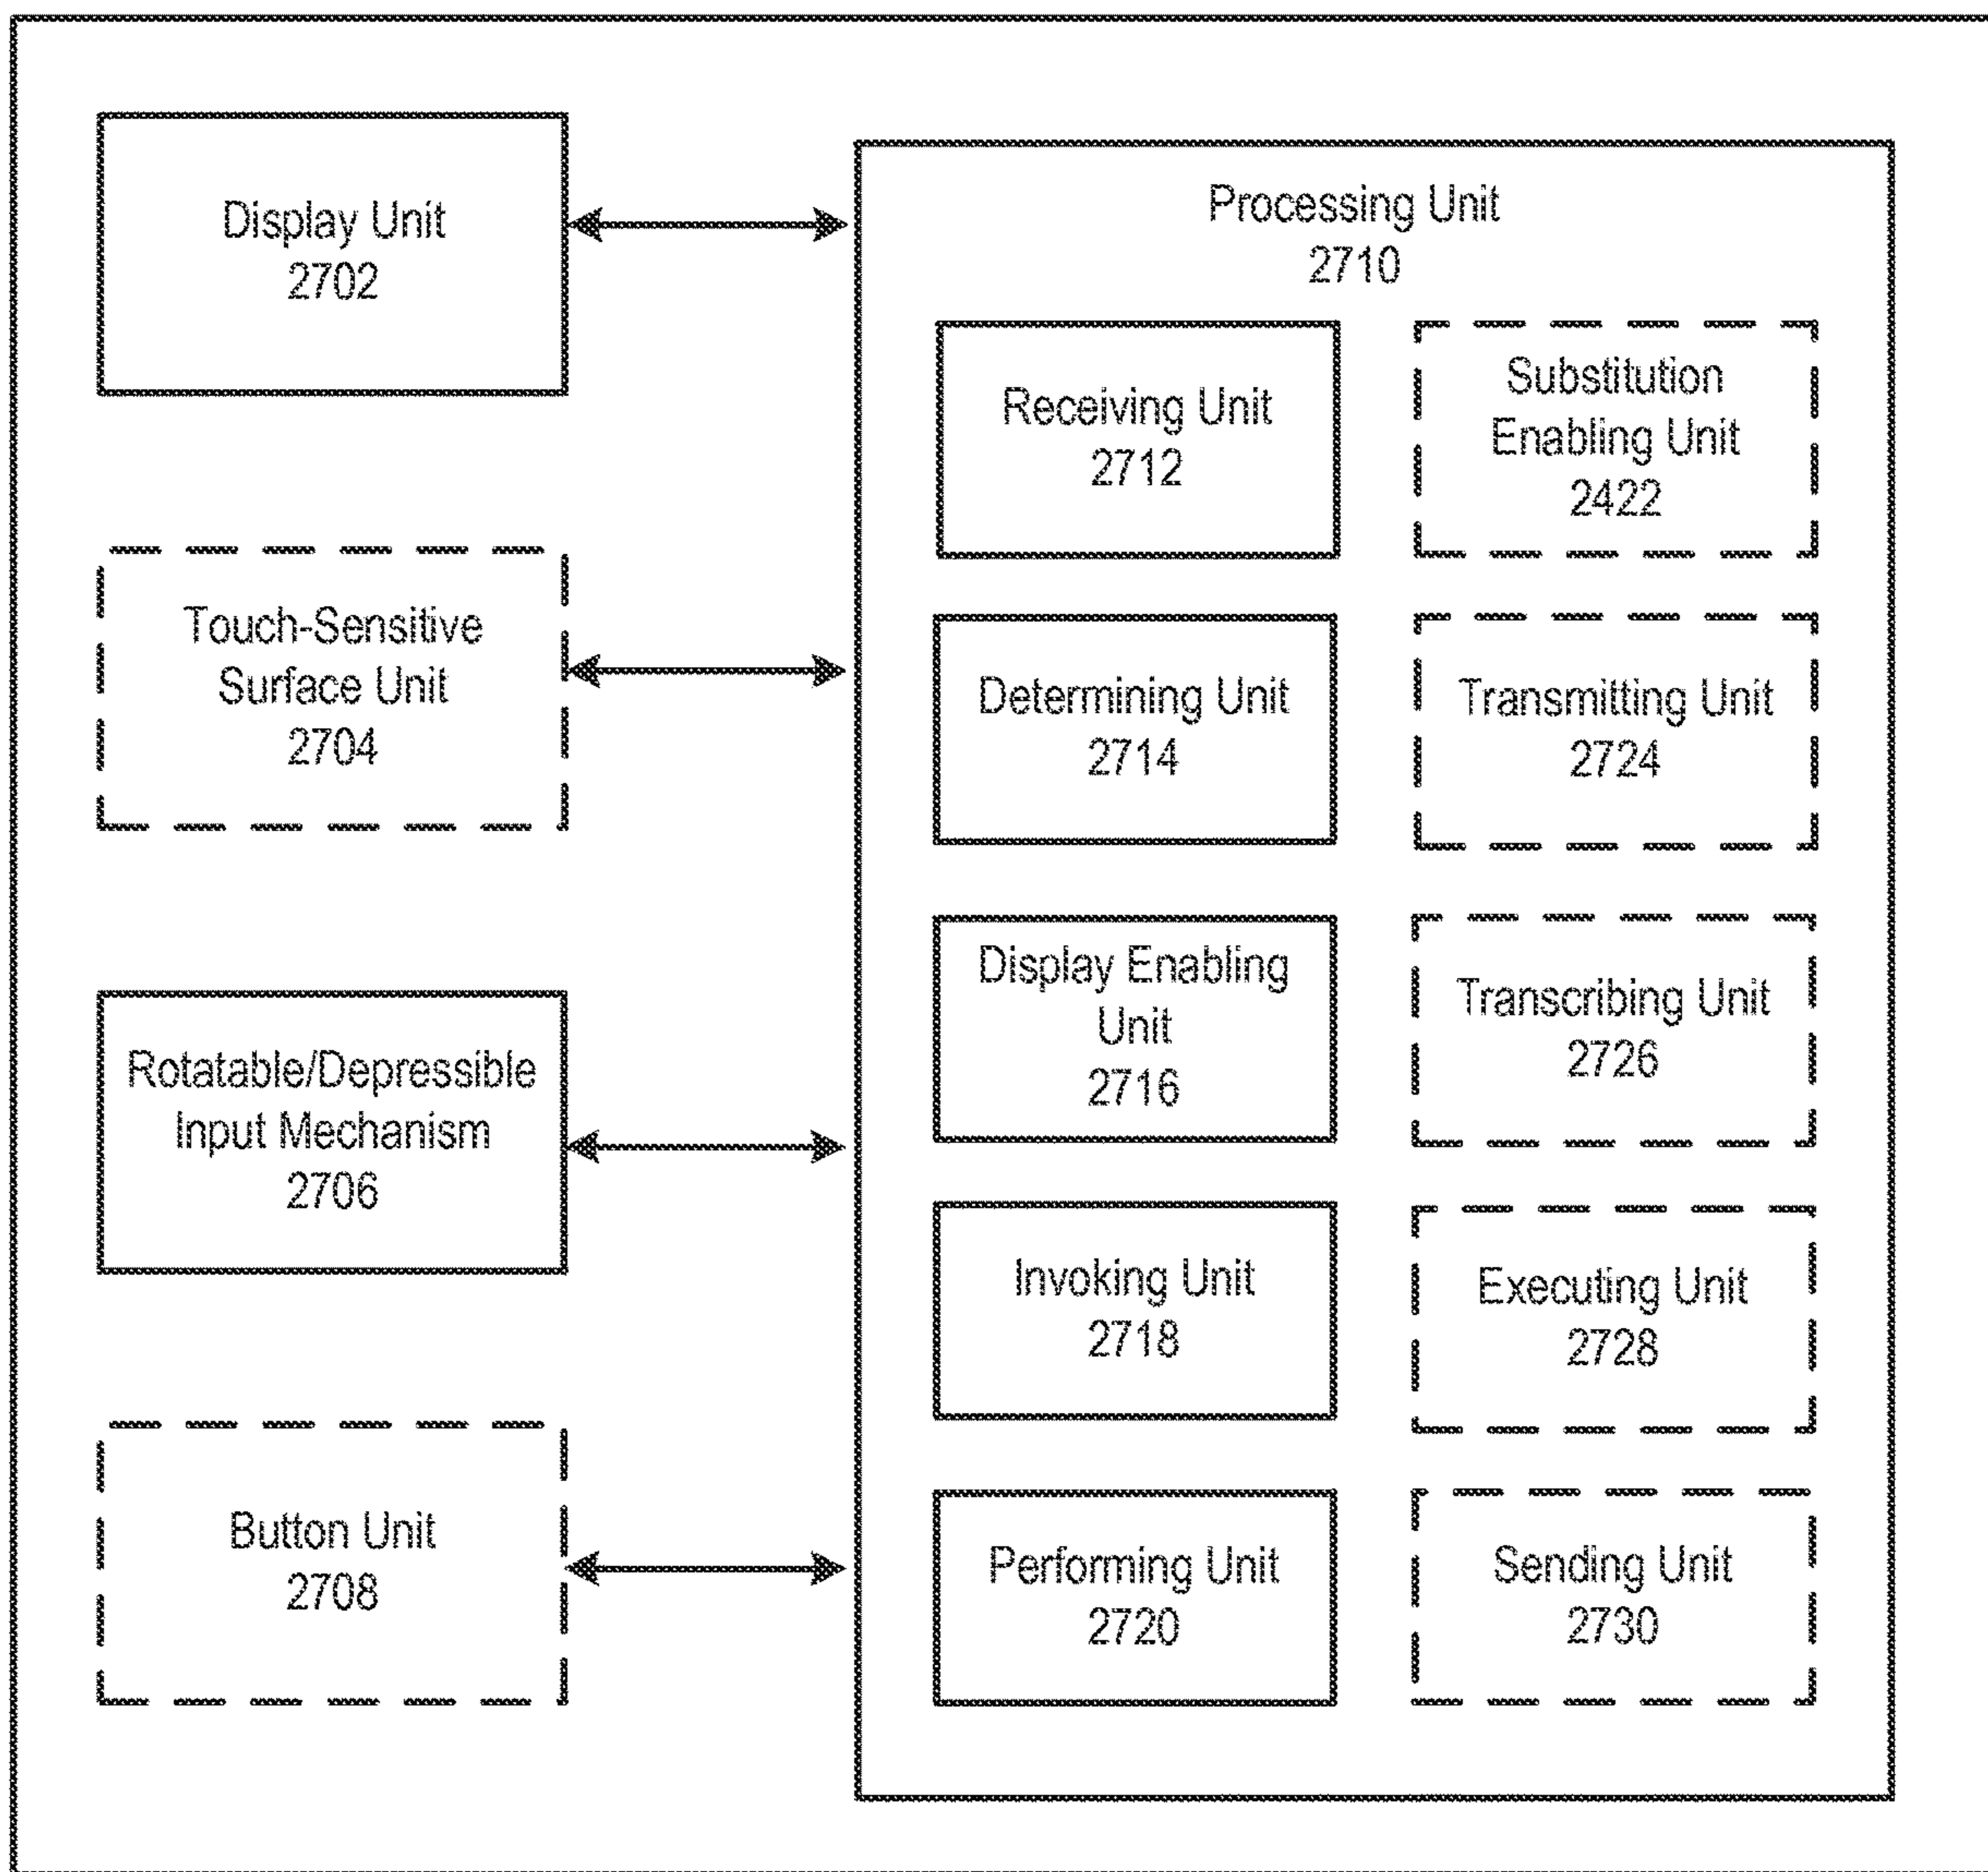 Display Unit
2702
Touch-Sensitive
Surface Unit
2704
Rotatable/Depressible
Input Mechanism
2706
Button Unit
2708
Processing Unit
2710
Receiving Unit
2712
Substitution
Enabling Unit
2422
Determining Unit
2714
Transmitting Unit
2724
Display Enabling
Unit
2716
Transcribing Unit
2726
Invoking Unit
2718
Executing Unit
2728
Performing Unit
2720
Sending Unit
2730